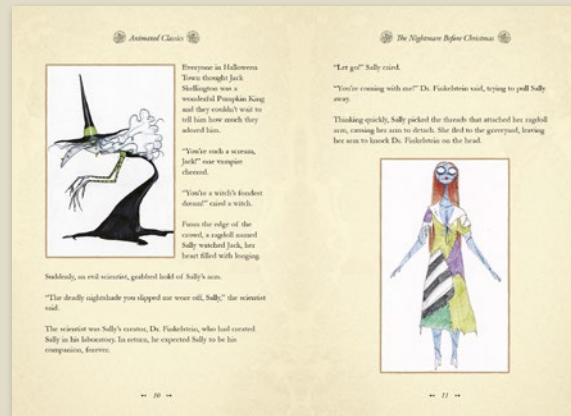 Animated Classics
Everyone in Halloween
Town thought Jack
Skellington was a
wonderful Pumpkin King
and they couldn't wait to
tell him how much they
adored him.
"You're such a scream,
Jack!" one vampire
cheered.
"You're a witch's fondest
dream!" cried a witch.
From the edge of the
crowd, a ragdoll named
Sally watched Jack, her
heart filled with longing.
Suddenly, an evil scientist, grabbed hold of Sally's arm.
"The deadly nightshade you slipped me wore off, Sally," the scientist
said.
The scientist was Sally's creator, Dr. Finkelstein, who had created
Sally in his laboratory. In return, he expected Sally to be his
companion, forever.
10
The Nightmare Before Christmas
"Let go!" Sally cried.
"You're coming with me!" Dr. Finkelstein said, trying to pull Sally
away.
Thinking quickly, Sally picked the threads that attached her ragdoll
arm, causing her arm to detach. She fled to the graveyard, leaving
her arm to knock Dr. Finkelstein on the head.
11